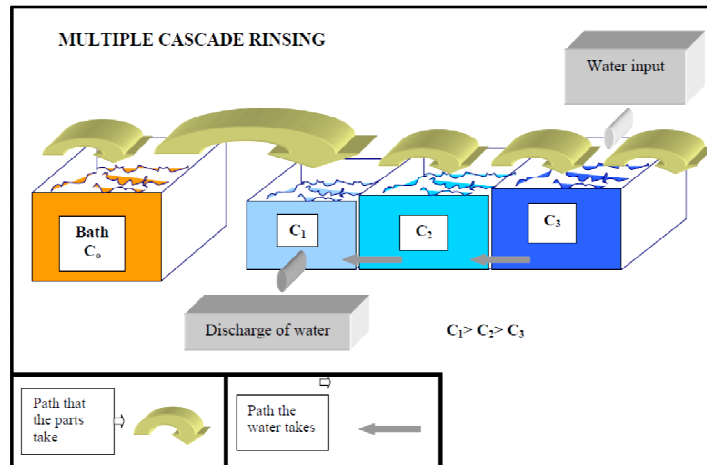 MULTIPLE CASCADE RINSING
Water input
Bath
Cₒ
C₁
C₂
C₃
Discharge of water
C₁> C₂> C₃
Path that
the parts
take
Path the
water takes